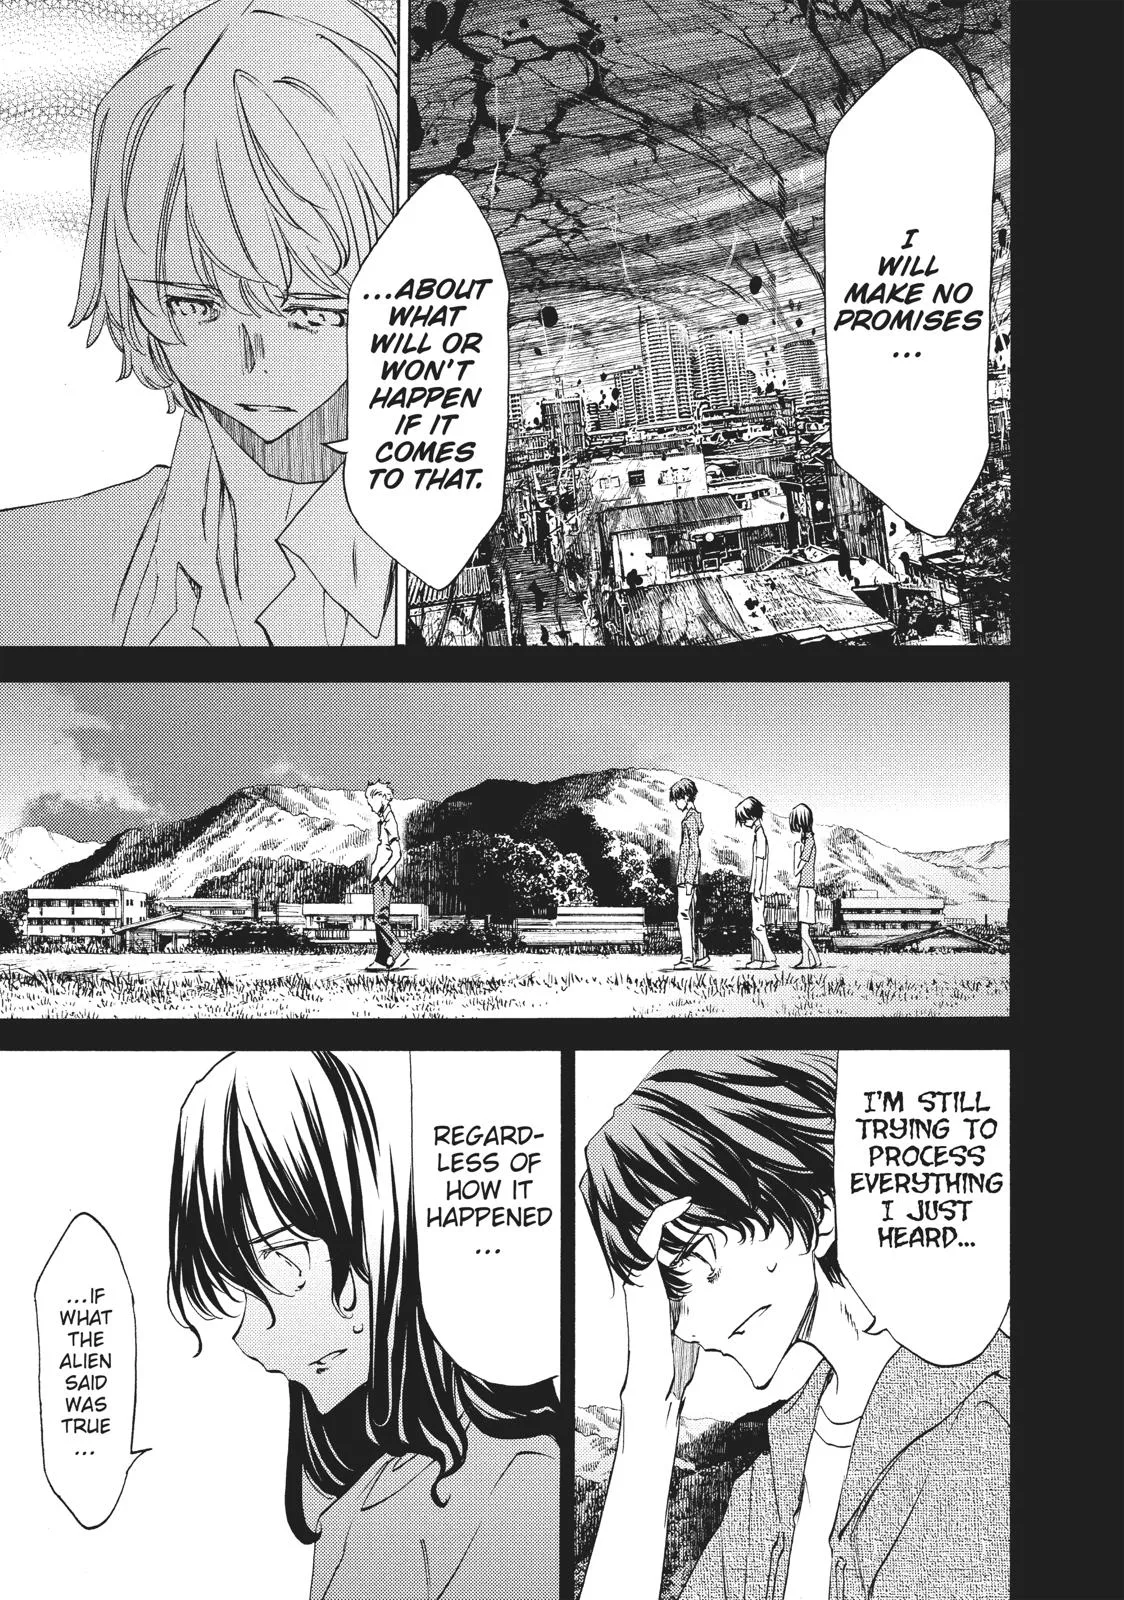 I
WILL
MAKE NO
PROMISES
...
...ABOUT
WHAT
WILL OR
WON'T
HAPPEN
IF IT
COMES
TO THAT.
I'M STILL
TRYING TO
PROCESS
EVERYTHING
I JUST
HEARD...
REGARD-
LESS OF
HOW IT
HAPPENED
...
...IF
WHAT
THE
ALIEN
SAID
WAS
TRUE
...